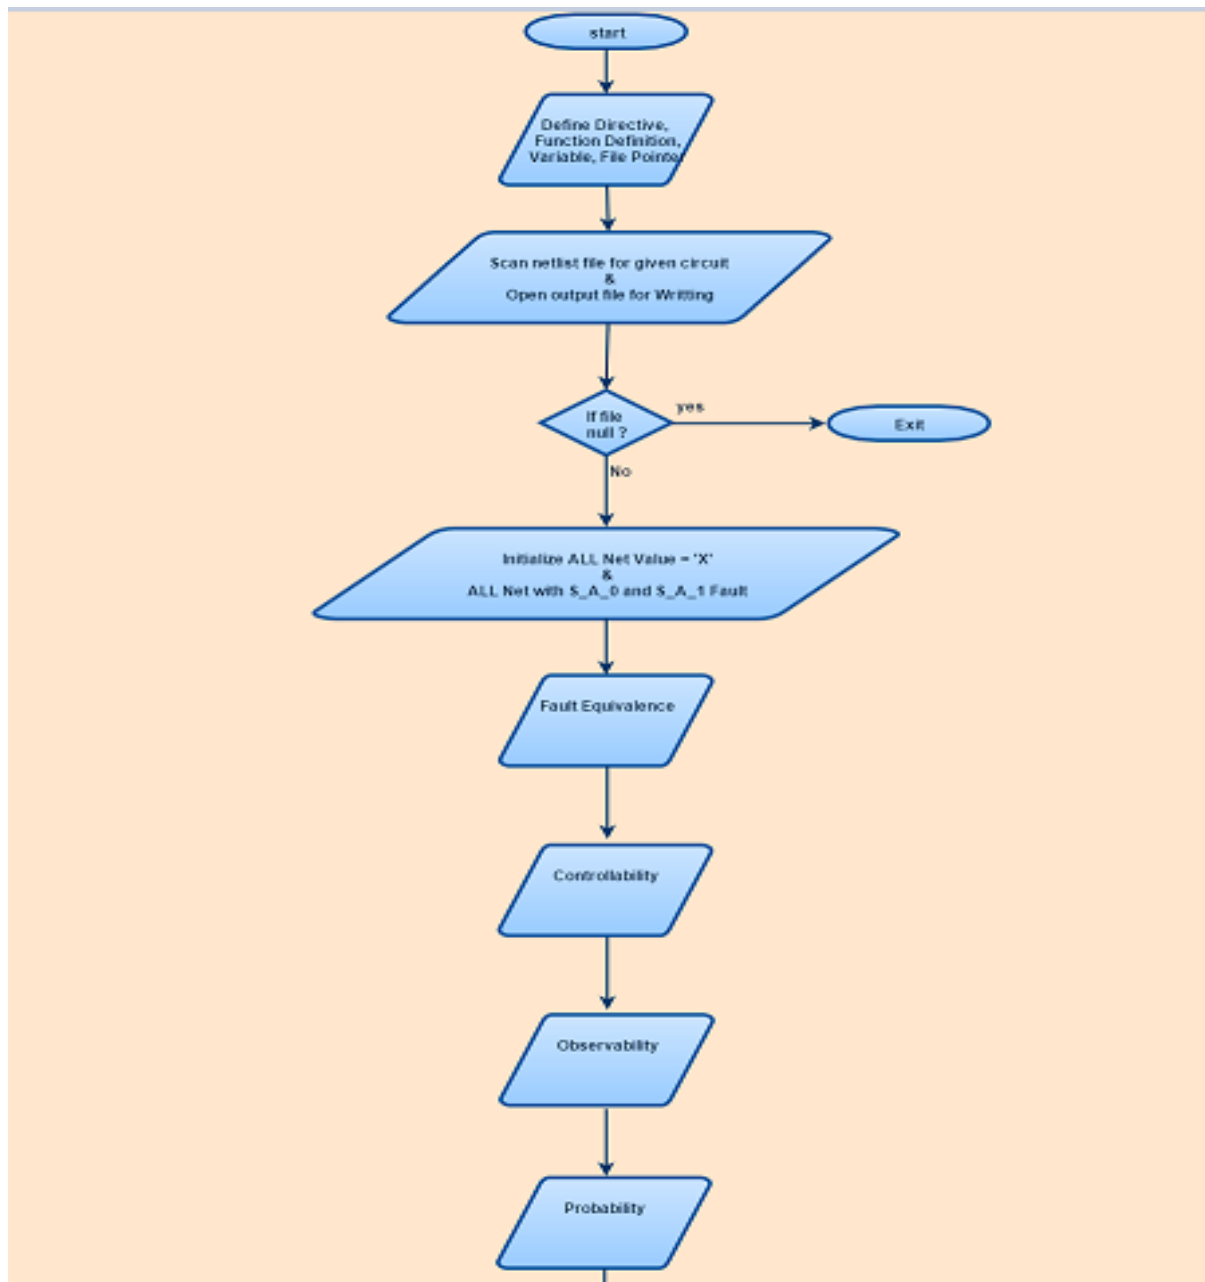 start
Define Directive,
Function Definition,
Variable, File Pointer
Scan netlist file for given circuit
&
Open output file for Writting
If file
null ?
yes
Exit
No
Initialize ALL Net Value = 'X'
&
ALL Net with S_A_0 and S_A_1 Fault
Fault Equivalence
Controllability
Observability
Probability